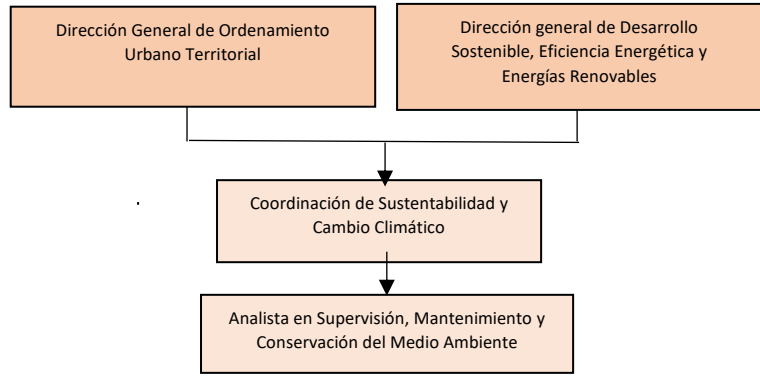 Dirección General de Ordenamiento
Urbano Territorial
Dirección general de Desarrollo
Sostenible, Eficiencia Energética y
Energías Renovables
Coordinación de Sustentabilidad y
Cambio Climático
Analista en Supervisión, Mantenimiento y
Conservación del Medio Ambiente